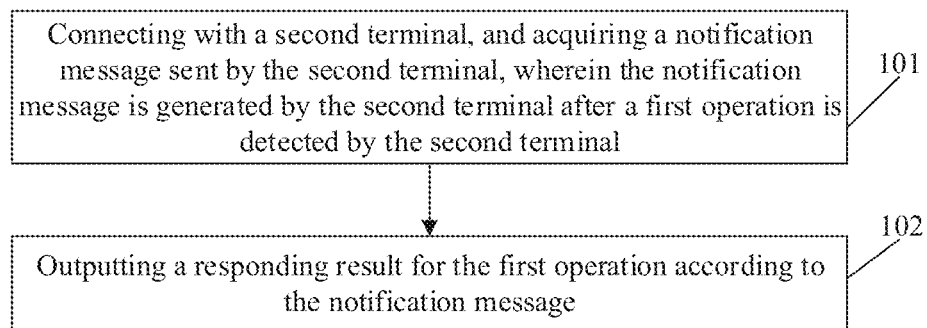 Connecting with a second terminal, and acquiring a notification
message sent by the second terminal, wherein the notification
message is generated by the second terminal after a first operation is
detected by the second terminal
101
Outputting a responding result for the first operation according to
the notification message
102